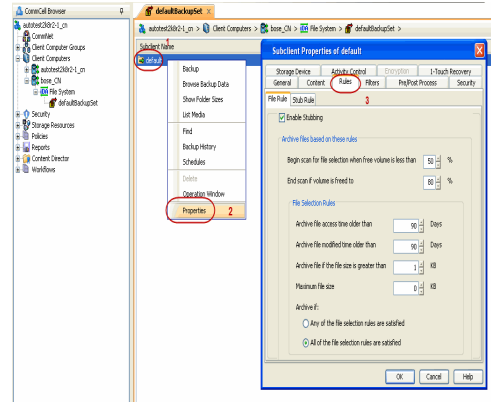 CommCell Browser
autotest2k8r2-1_cn
CommNet
Client Computer Groups
Client Computers
autotest2k8r2-1_cn
base_CN
File System
defaultBackupSet
Security
Storage Resources
Policies
Reports
Content Director
Workflows
defaultBackupSet ×
autotest2k8r2-1_cn > Client Computers > base_CN > File System > defaultBackupSet >
Subclient Name
default
Backup
Browse Backup Data
Show Folder Sizes
List Media
Find
Backup History
Schedules
Delete
Operation Window
Properties 2
Subclient Properties of default
Storage Device Activity Control Encryption 1-Touch Recovery
General Content Rules Filters Pre/Post Process Security
File Rule Stub Rule 3
Enable Stubbing
Archive files based on these rules
Begin scan for file selection when free volume is less than 50 %
End scan if volume is freed to 80 %
File Selection Rules
Archive file access time older than 90 Days
Archive file modified time older than 90 Days
Archive file if the file size is greater than 1 KB
Maximum file size 0 KB
Archive if:
Any of the file selection rules are satisfied
All of the file selection rules are satisfied
OK Cancel Help